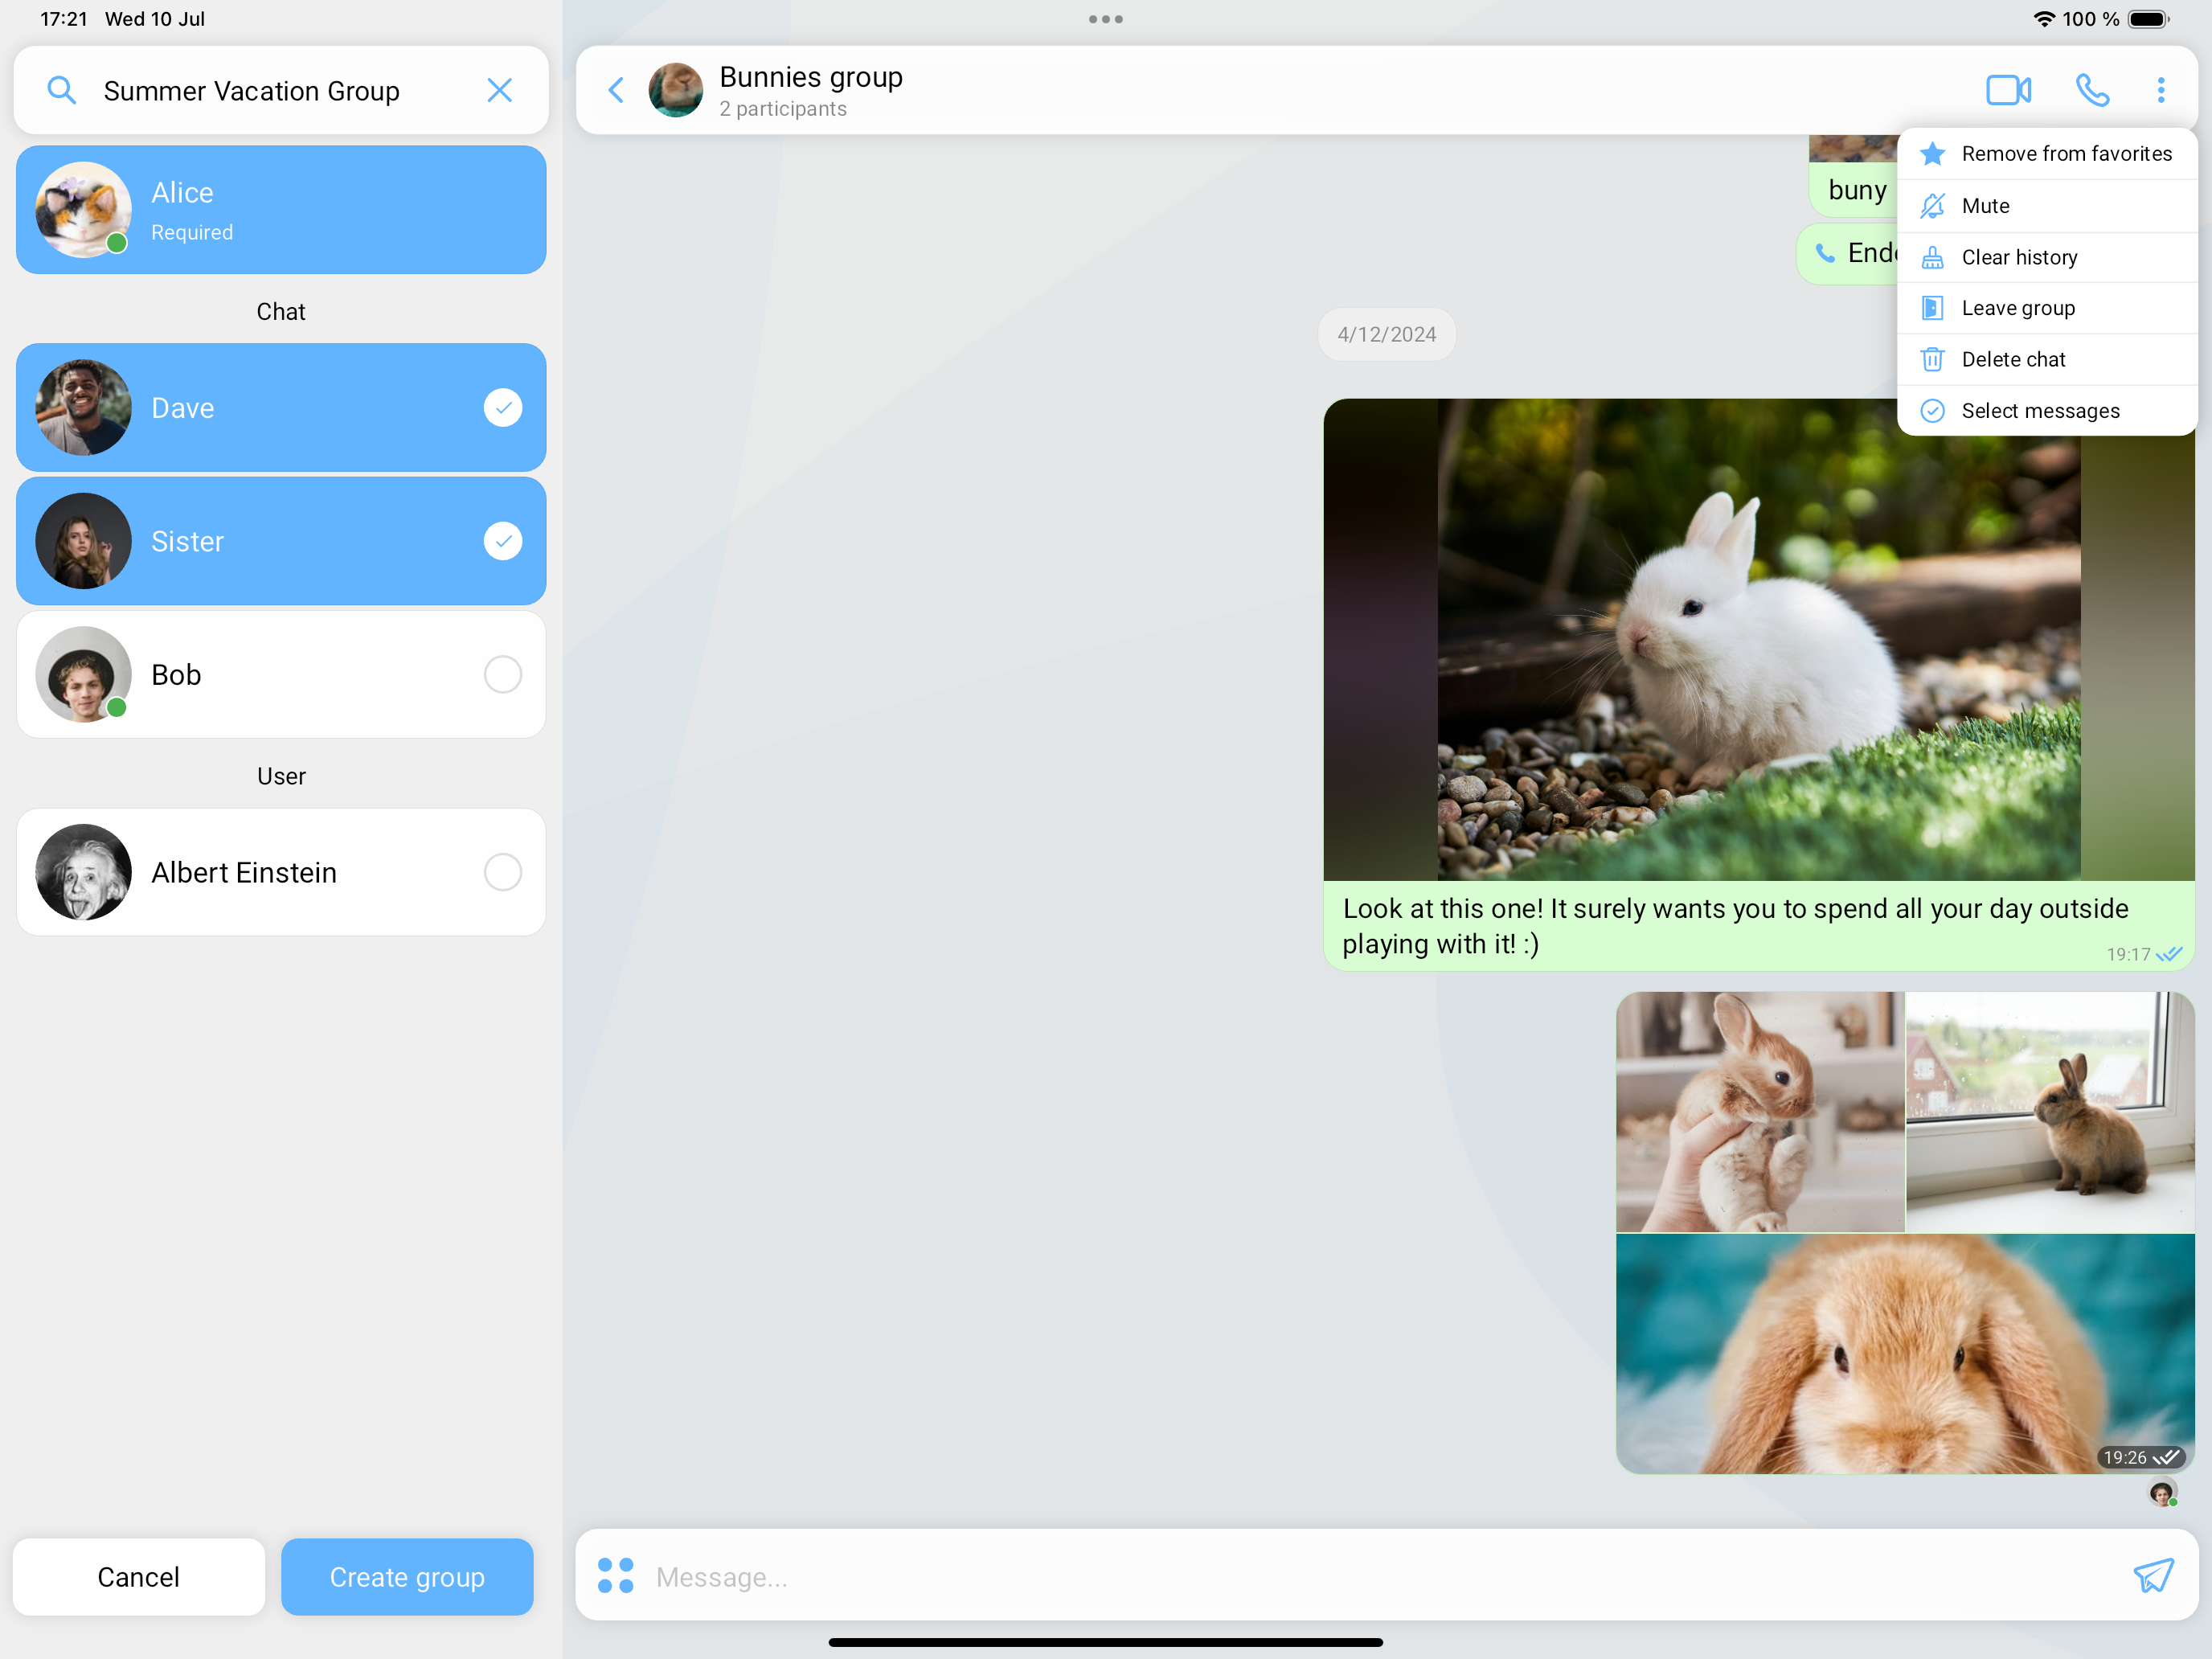 17:21 Wed 10 Jul
100 %
Summer Vacation Group
Alice
Required
Chat
Dave
Sister
Bob
User
Albert Einstein
Cancel
Create group
Bunnies group
2 participants
Remove from favorites
Mute
Clear history
Leave group
Delete chat
Select messages
buny
4/12/2024
Look at this one! It surely wants you to spend all your day outside
playing with it! :)
19:17
19:26
Message...